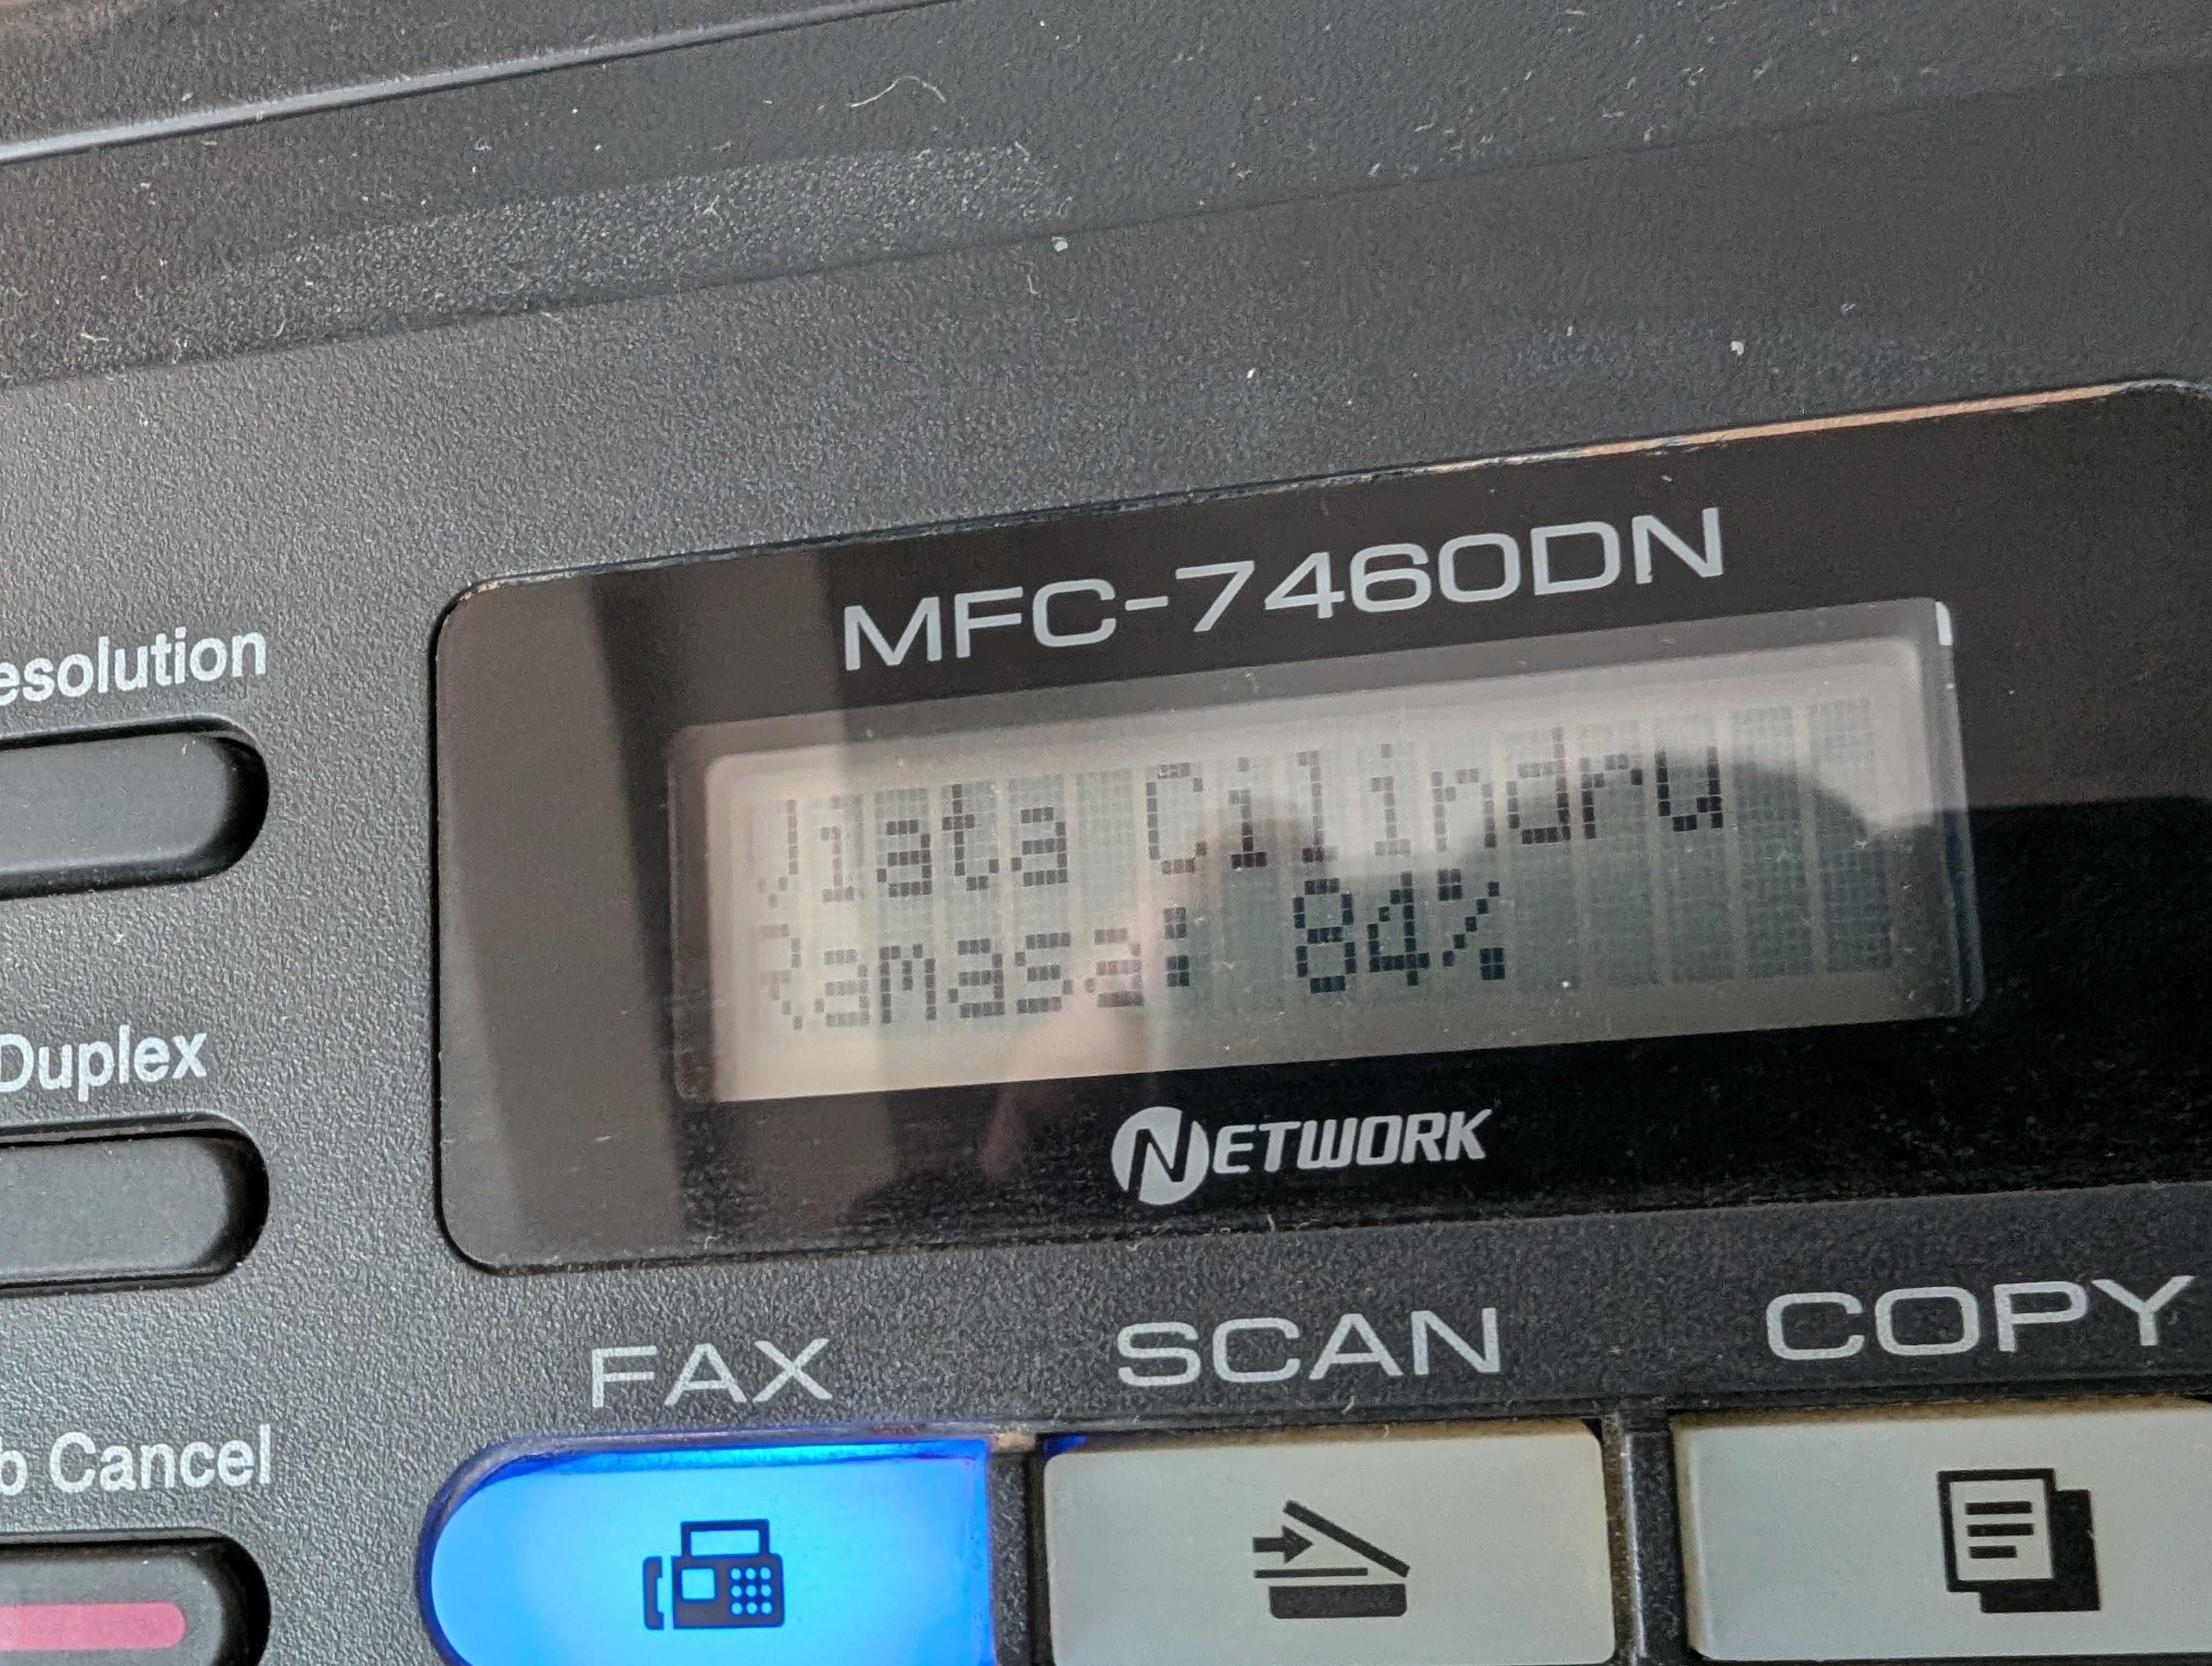 esolution
MFC-7460DN
Viata Cilindru
Ramasa: 84%
Duplex
NETWORK
FAX SCAN COPY
b Cancel